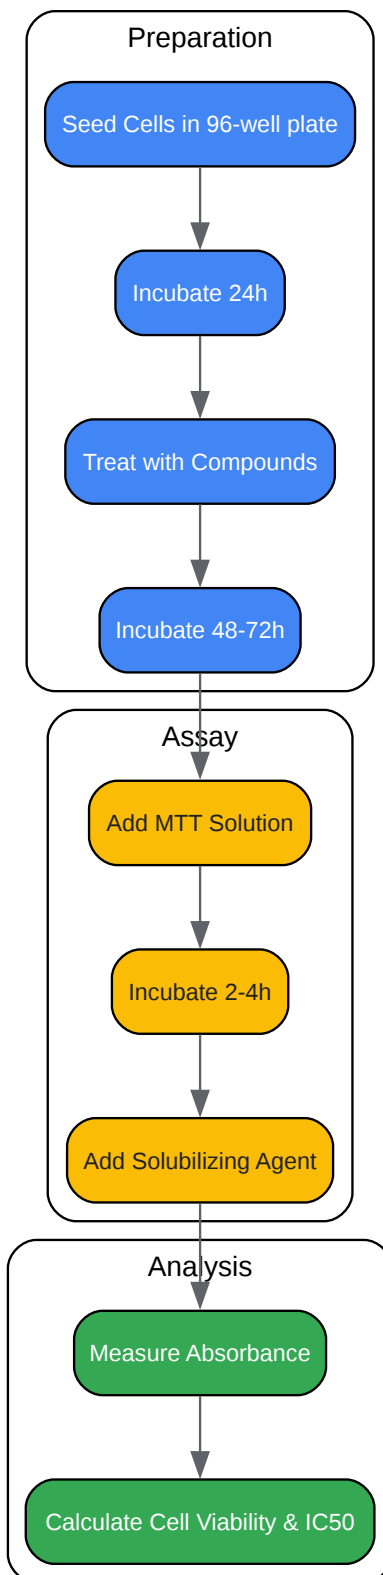 Preparation
Seed Cells in 96-well plate
Incubate 24h
Treat with Compounds
Incubate 48-72h
Assay
Add MTT Solution
Incubate 2-4h
Add Solubilizing Agent
Analysis
Measure Absorbance
Calculate Cell Viability & IC50